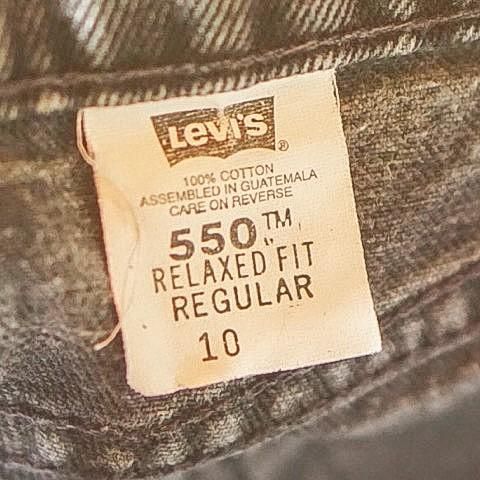 Levi's ®
100% COTTON
ASSEMBLED IN GUATEMALA
CARE ON REVERSE
550™
RELAXED FIT
REGULAR
10